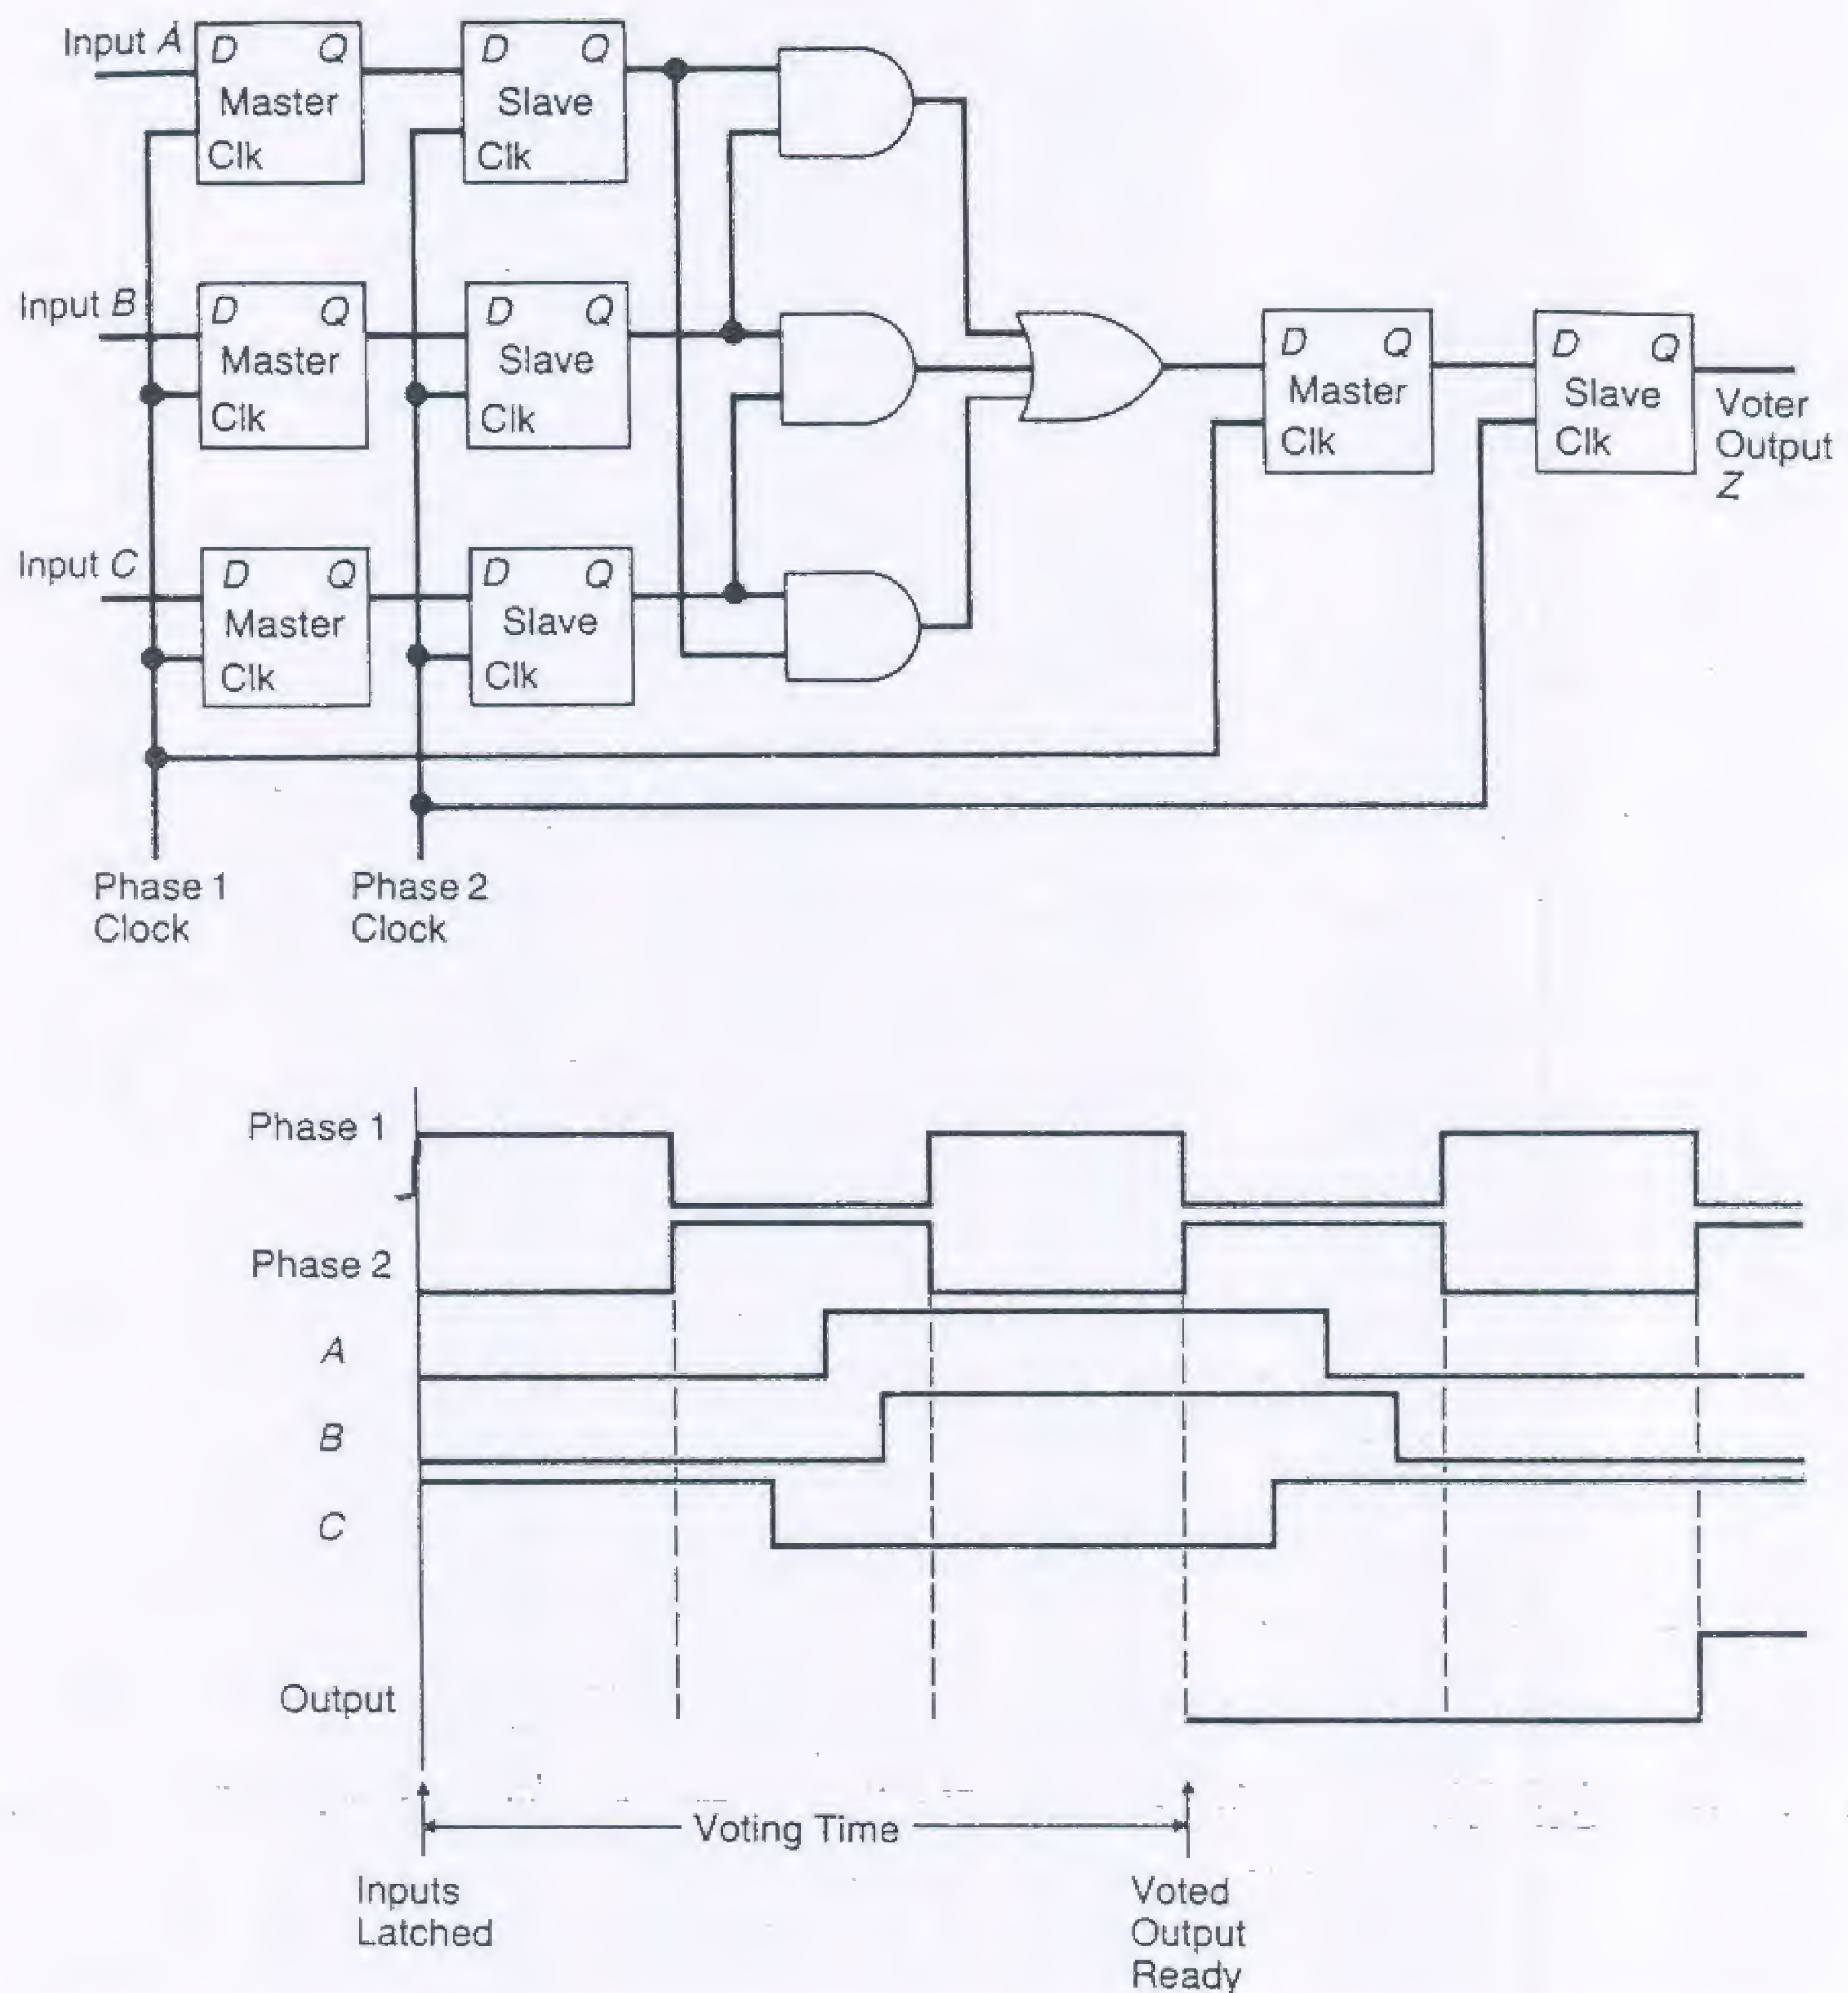 Input A
D Q
Master
Clk
D Q
Slave
Clk
Input B
D Q
Master
Clk
D Q
Slave
Clk
D Q
Master
Clk
D Q
Slave
Clk
Voter
Output
Z
Input C
D Q
Master
Clk
D Q
Slave
Clk
Phase 1
Clock
Phase 2
Clock
Phase 1
Phase 2
A
B
C
Output
Voting Time
Inputs
Latched
Voted
Output
Ready